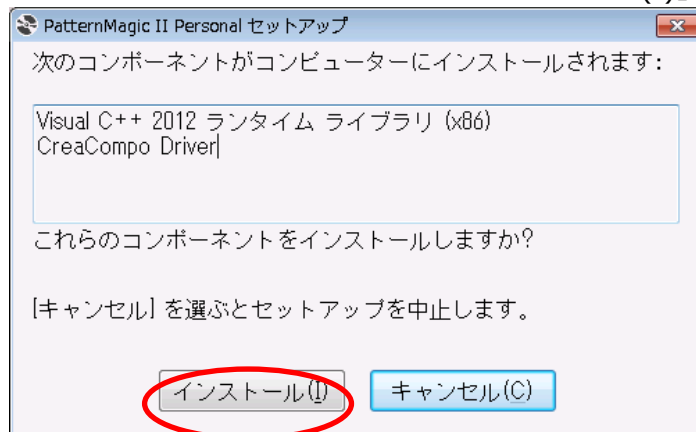 PatternMagic II Personal セットアップ
次のコンポーネントがコンピューターにインストールされます:
Visual C++ 2012 ランタイム ライブラリ (x86)
CreaCompo Driver
これらのコンポーネントをインストールしますか?
[キャンセル] を選ぶとセットアップを中止します。
インストール(I) キャンセル(C)